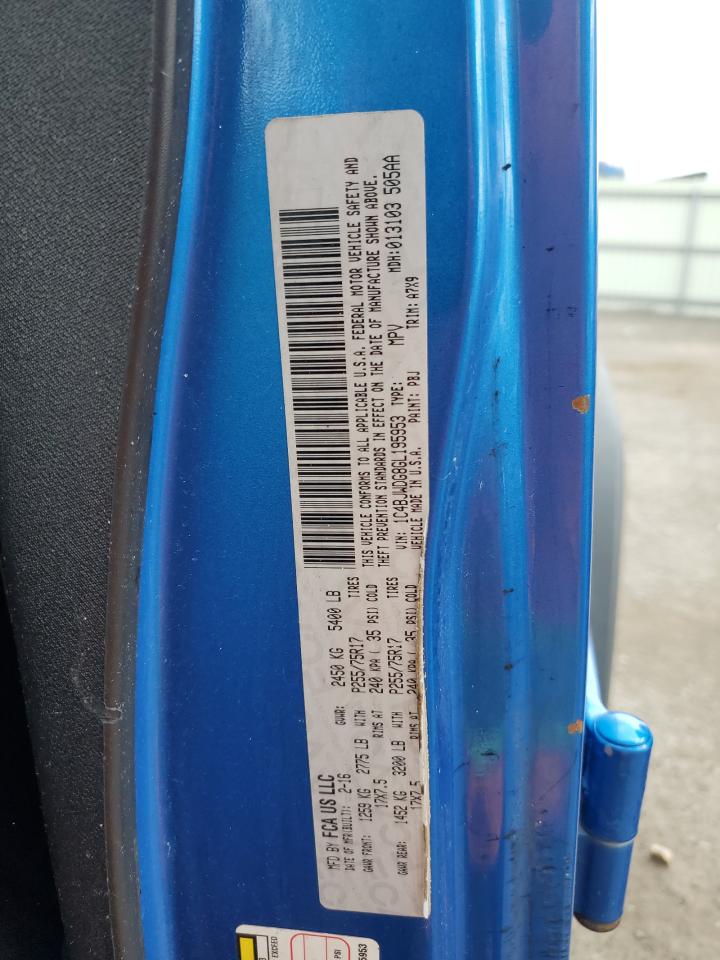 MFD BY FCA US LLC
DATE OF MFR(BUILT): 2-16 GVWR: 2450 KG 5400 LB
GAWR FRONT: 1259 KG 2775 LB WITH P255/75R17 TIRES
17X7.5 RIMS AT 240 KPA( 35 PSI) COLD
GAWR REAR: 1452 KG 3200 LB WITH P255/75R17 TIRES
17X7.5 RIMS AT 240 KPA( 35 PSI) COLD
THIS VEHICLE CONFORMS TO ALL APPLICABLE U.S.A. FEDERAL MOTOR VEHICLE SAFETY AND
THEFT PREVENTION STANDARDS IN EFFECT ON THE DATE OF MANUFACTURE SHOWN ABOVE.
VIN: 1C4BJWDG8GL195953 TYPE: MPV MDH:013103 505AA
VEHICLE MADE IN U.S.A. PAINT: PBJ TRIM: A7X9
EXCEED
PSI